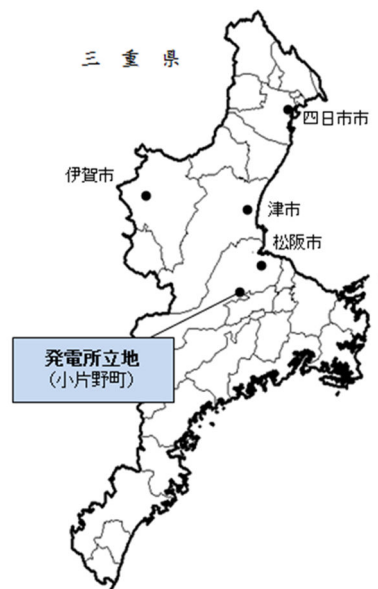 三重県
四日市市
伊賀市
津市
松阪市
発電所立地
(小片野町)